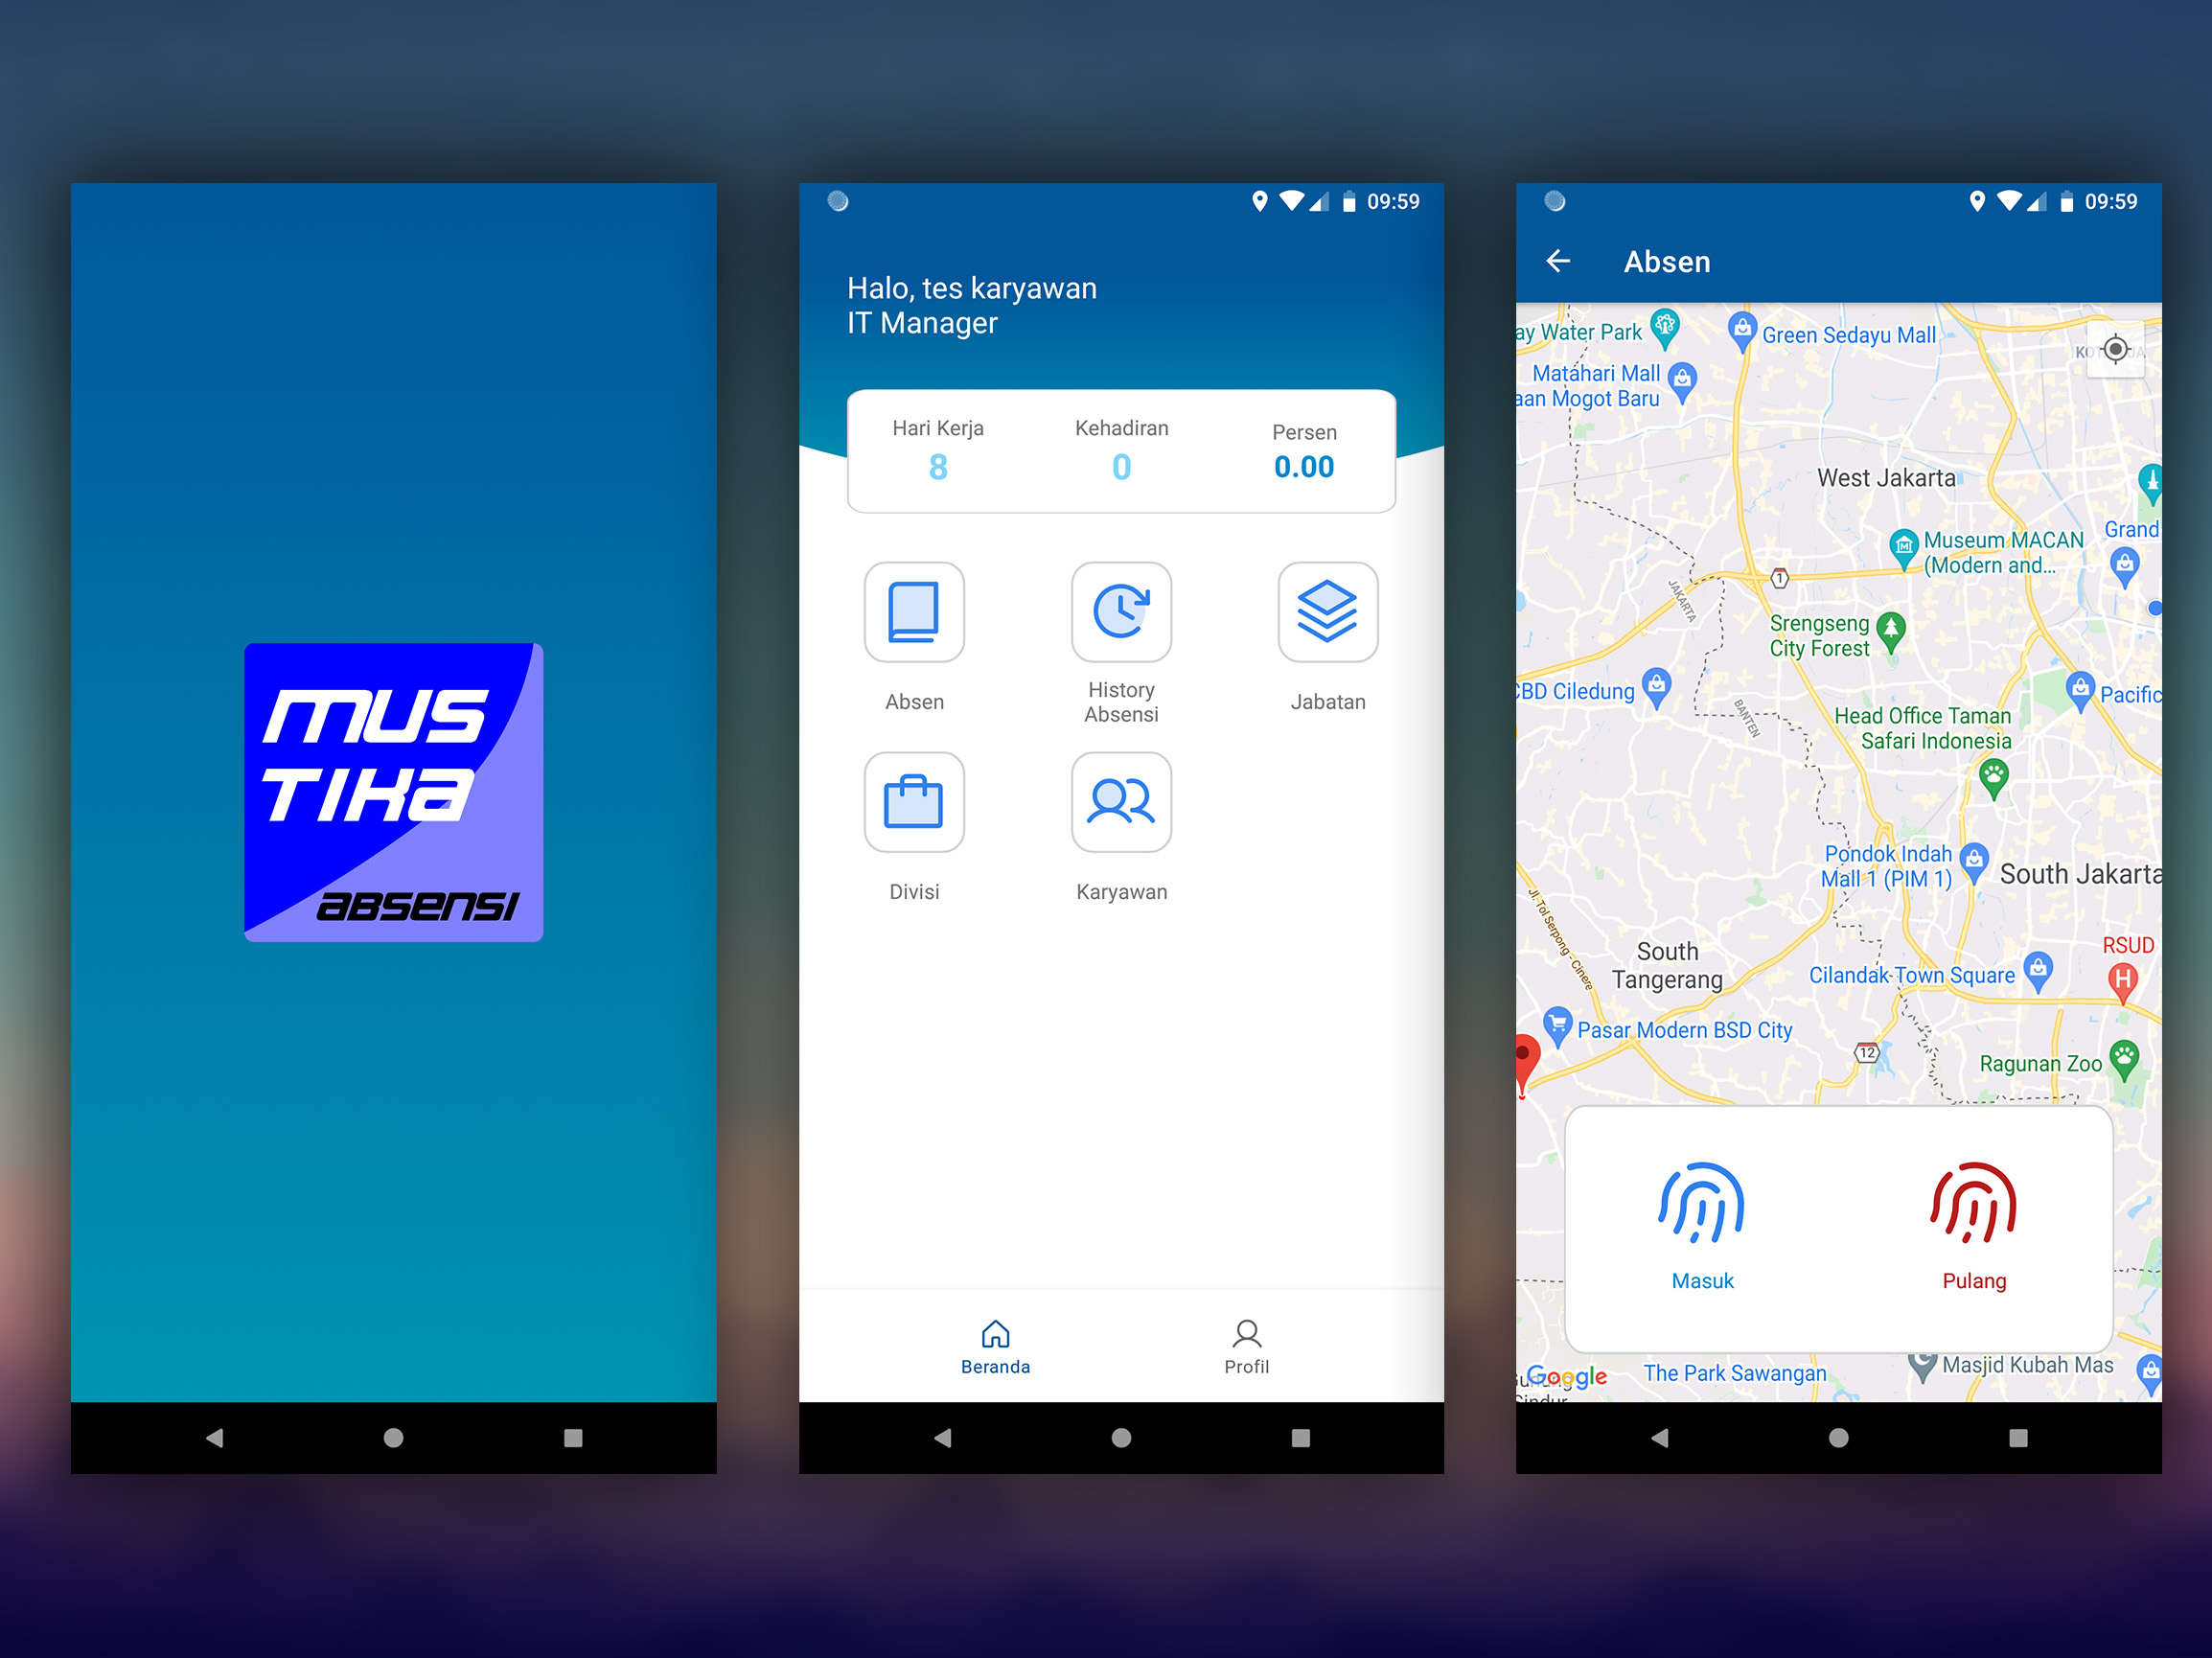 MUS
TIKA
ABSENSI
09:59
Halo, tes karyawan
IT Manager
Hari Kerja
Kehadiran
Persen
8
0
0.00
Absen
History
Absensi
Jabatan
Divisi
Karyawan
Beranda
Profil
09:59
Absen
ay Water Park
Green Sedayu Mall
Matahari Mall
aan Mogot Baru
West Jakarta
Grand
Museum MACAN
(Modern and...
1
JAKARTA
Srengseng
City Forest
CBD Ciledung
Pacific
BANTEN
Head Office Taman
Safari Indonesia
Pondok Indah
Mall 1 (PIM 1)
South Jakarta
Jl. Tol Serpong - Cinere
South
Tangerang
RSUD
H
Cilandak Town Square
Pasar Modern BSD City
12
Ragunan Zoo
Masuk
Pulang
Google
The Park Sawangan
Masjid Kubah Mas